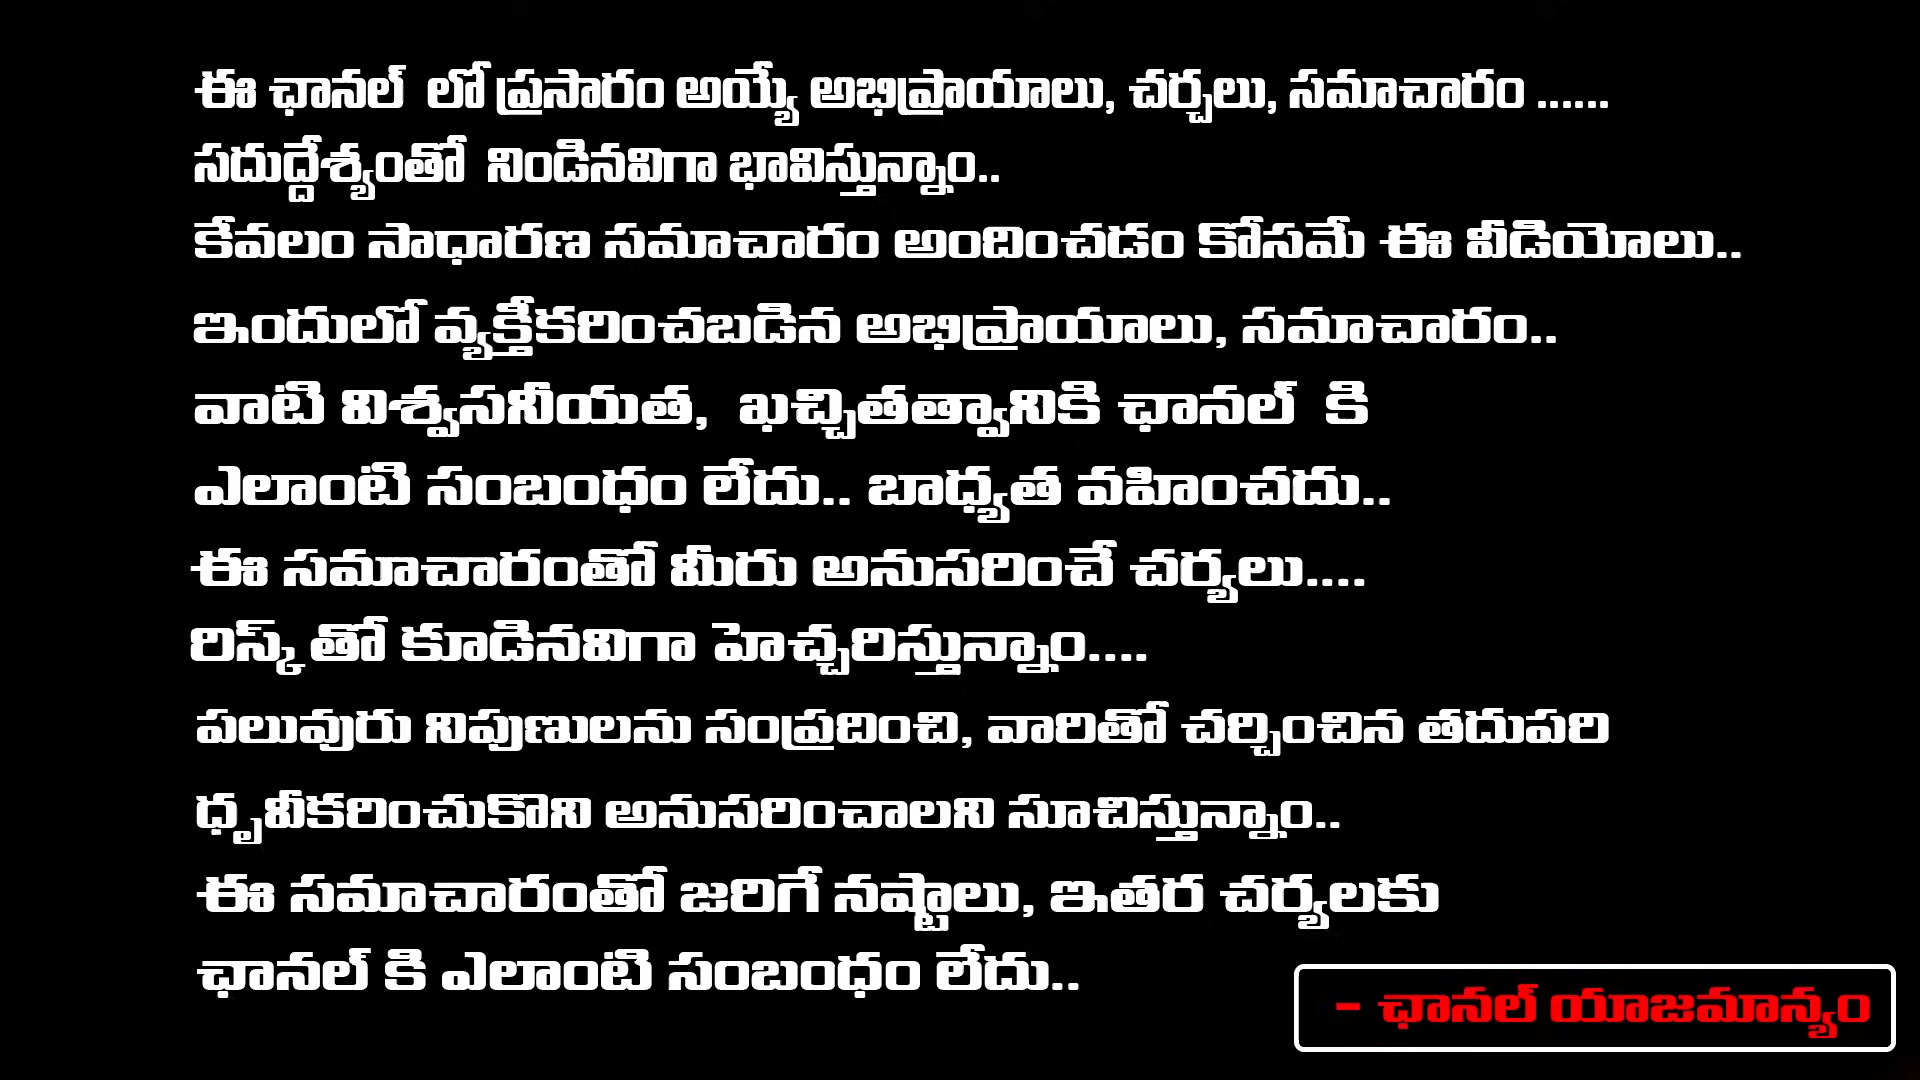 ఈ ఛానల్ లో ప్రసారం అయ్యే అభిప్రాయాలు, చర్చలు, సమాచారం ......
సదుద్దేశ్యంతో నిండినవిగా భావిస్తున్నాం..
కేవలం సాధారణ సమాచారం అందించడం కోసమే ఈ వీడియోలు..
ఇందులో వ్యక్తీకరించబడిన అభిప్రాయాలు, సమాచారం..
వాటి విశ్వసనీయత, ఖచ్చితత్వానికి ఛానల్ కి
ఎలాంటి సంబంధం లేదు.. బాధ్యత వహించదు..
ఈ సమాచారంతో మీరు అనుసరించే చర్యలు....
రిస్క్ తో కూడినవిగా హెచ్చరిస్తున్నాం....
పలువురు నిపుణులను సంప్రదించి, వారితో చర్చించిన తదుపరి
ధృవీకరించుకొని అనుసరించాలని సూచిస్తున్నాం..
ఈ సమాచారంతో జరిగే నష్టాలు, ఇతర చర్యలకు
ఛానల్ కి ఎలాంటి సంబంధం లేదు..
- ఛానల్ యాజమాన్యం